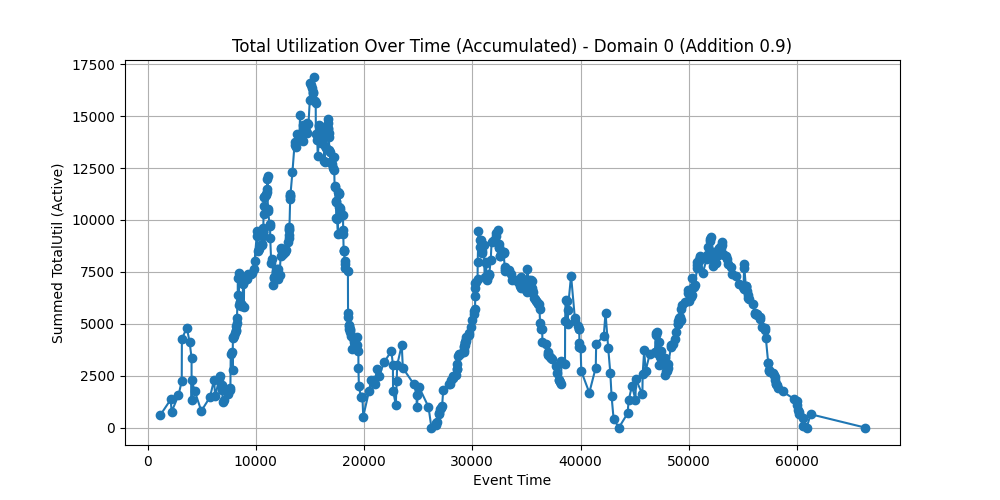 Total Utilization Over Time (Accumulated) - Domain 0 (Addition 0.9)
Summed TotalUtil (Active)
17500
15000
12500
10000
7500
5000
2500
0
0 10000 20000 30000 40000 50000 60000
Event Time